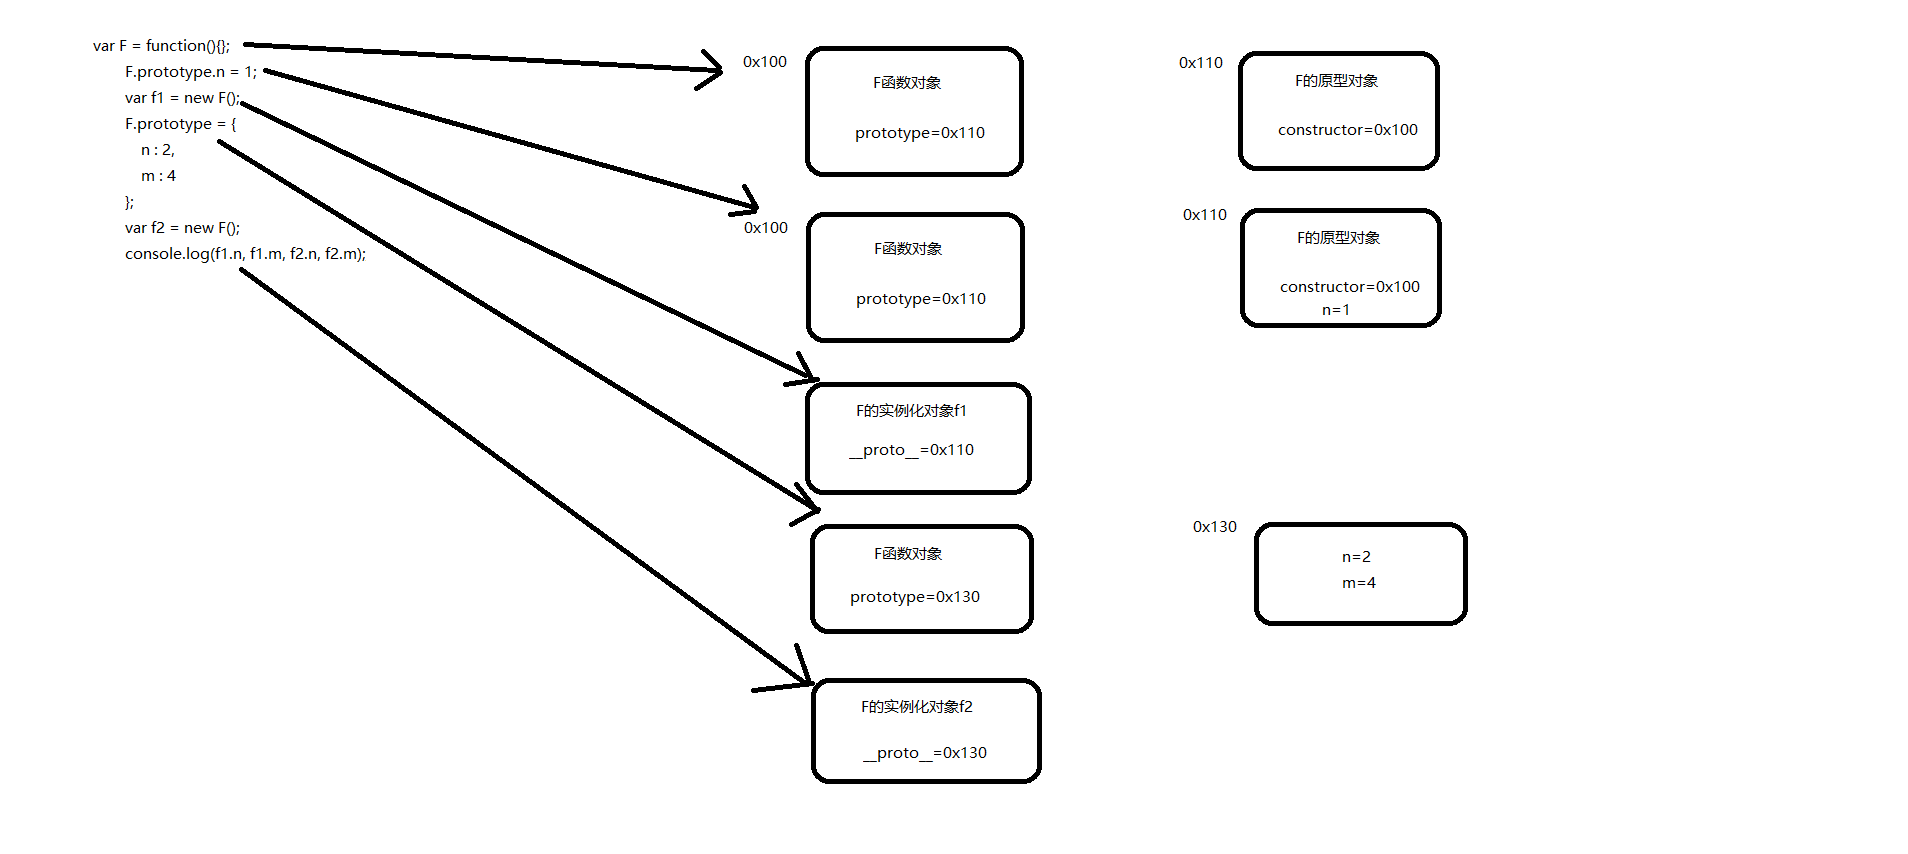 var F = function(){};
F.prototype.n = 1;
var f1 = new F();
F.prototype = {
n : 2,
m : 4
};
var f2 = new F();
console.log(f1.n, f1.m, f2.n, f2.m);
0x100
F函数对象
prototype=0x110
0x110
F的原型对象
constructor=0x100
0x100
F函数对象
prototype=0x110
0x110
F的原型对象
constructor=0x100
n=1
F的实例化对象f1
__proto__=0x110
F函数对象
prototype=0x130
0x130
n=2
m=4
F的实例化对象f2
__proto__=0x130